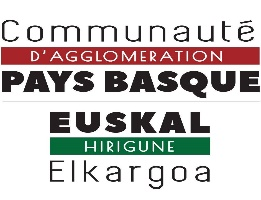 Communauté
D'AGGLOMERATION
PAYS BASQUE
EUSKAL
HIRIGUNE
Elkargoa